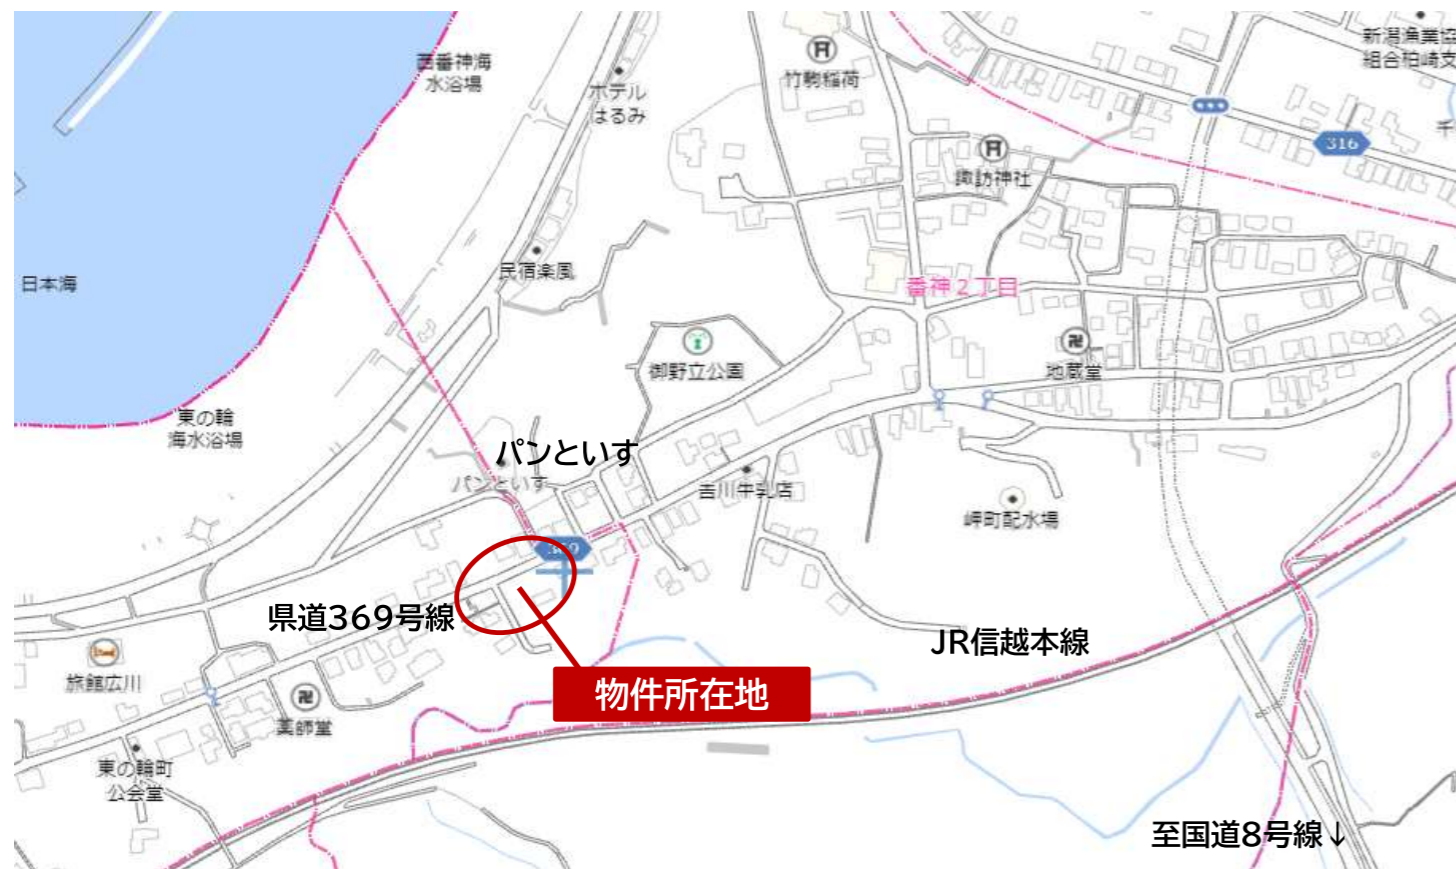 西番神海
水浴場
ホテル
はるみ
竹駒稲荷
新潟漁業協
組合柏崎支
316
千
諏訪神社
日本海
民宿楽風
番神2丁目
御野立公園
地蔵堂
東の輪
海水浴場
パンといす
パンといす
吉川牛乳店
岬町配水場
369
県道369号線
JR信越本線
旅館広川
物件所在地
薬師堂
東の輪町
公会堂
至国道8号線↓